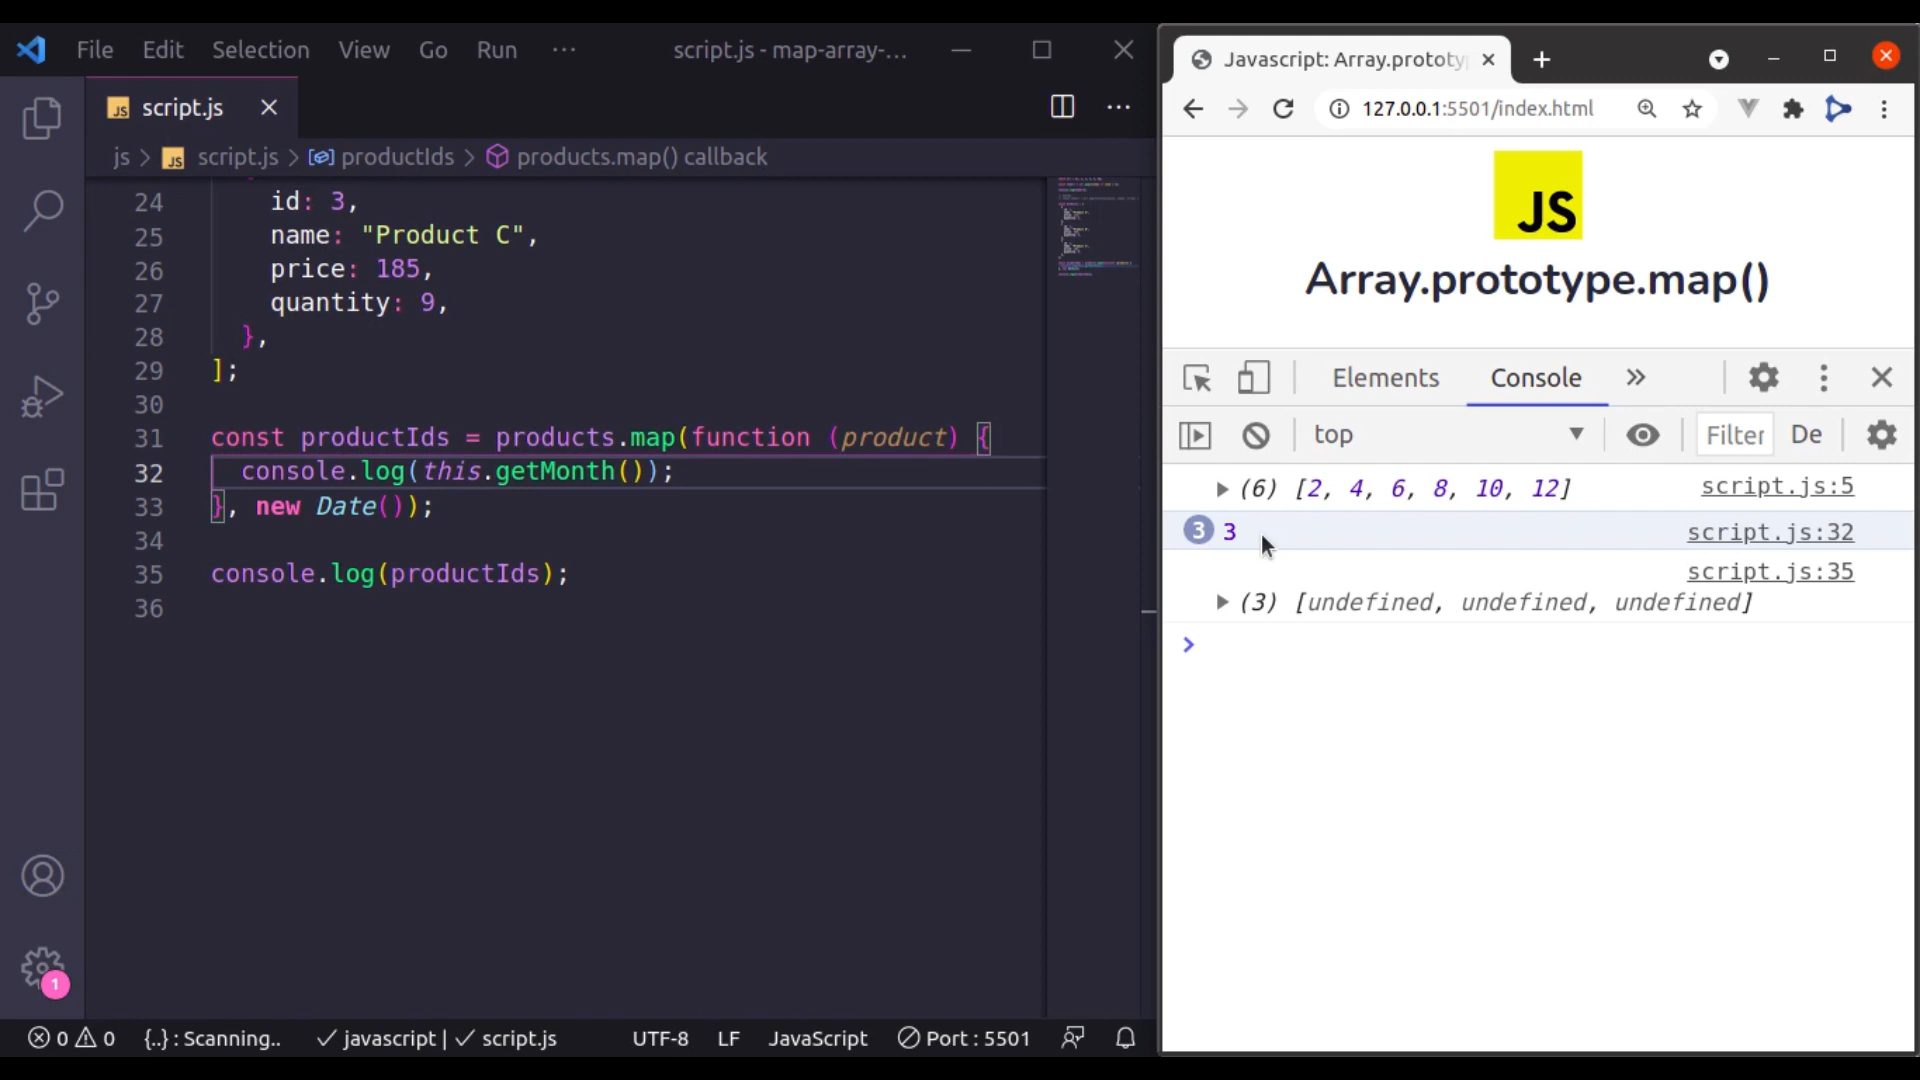 File Edit Selection View Go Run ··· script.js - map-array-...
script.js
js > script.js > productIds > products.map() callback
24 id: 3,
25 name: "Product C",
26 price: 185,
27 quantity: 9,
28 },
29 ];
30
31 const productIds = products.map(function (product) {
32 console.log(this.getMonth());
33 }, new Date());
34
35 console.log(productIds);
36
1
0 0 {..} : Scanning.. ✓ javascript | ✓ script.js UTF-8 LF JavaScript Port : 5501
Javascript: Array.prototyp
127.0.0.1:5501/index.html
JS
Array.prototype.map()
Elements Console »
top Filter De
(6) [2, 4, 6, 8, 10, 12] script.js:5
3 3 script.js:32
script.js:35
(3) [undefined, undefined, undefined]
>